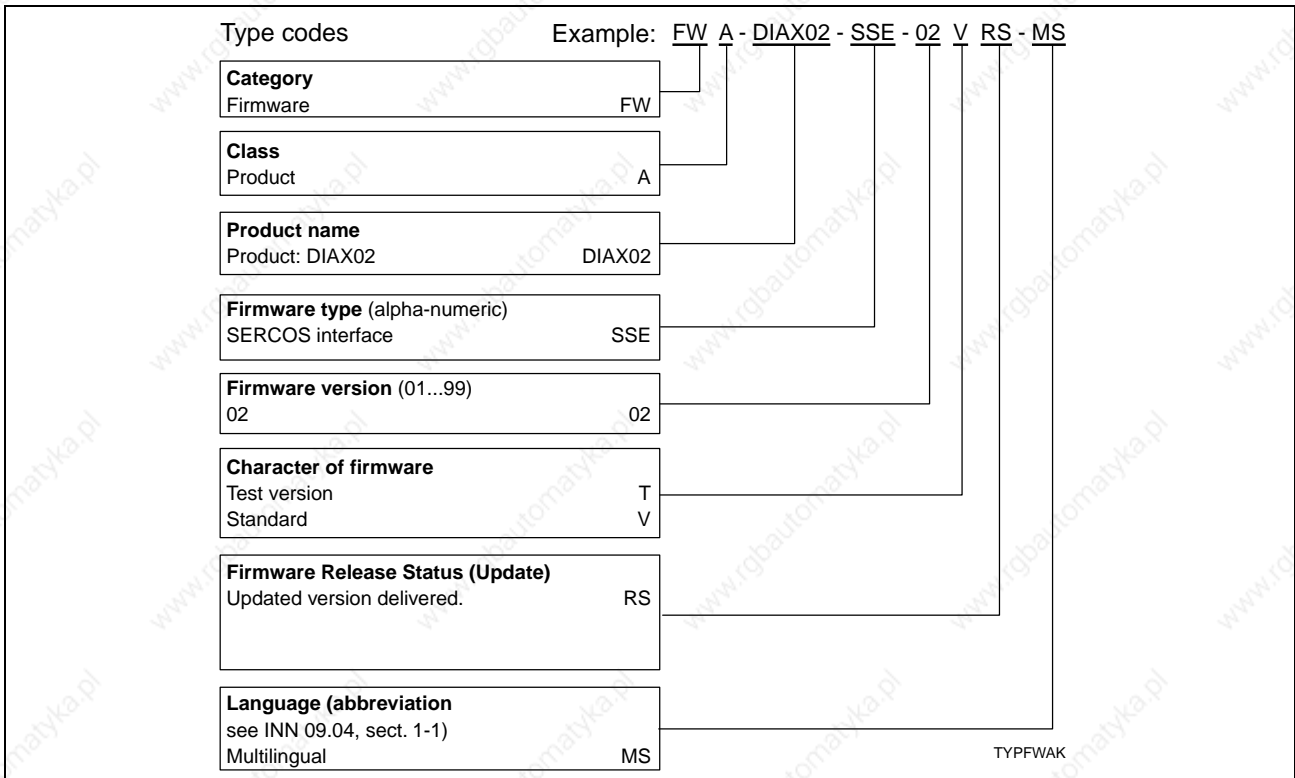 Type codes Example: FW A - DIAX02 - SSE - 02 V RS - MS
Category
Firmware FW
Class
Product A
Product name
Product: DIAX02 DIAX02
Firmware type (alpha-numeric)
SERCOS interface SSE
Firmware version (01...99)
02 02
Character of firmware
Test version T
Standard V
Firmware Release Status (Update)
Updated version delivered. RS
Language (abbreviation
see INN 09.04, sect. 1-1)
Multilingual MS
TYPFWAK
www.rgbautomatyka.pl